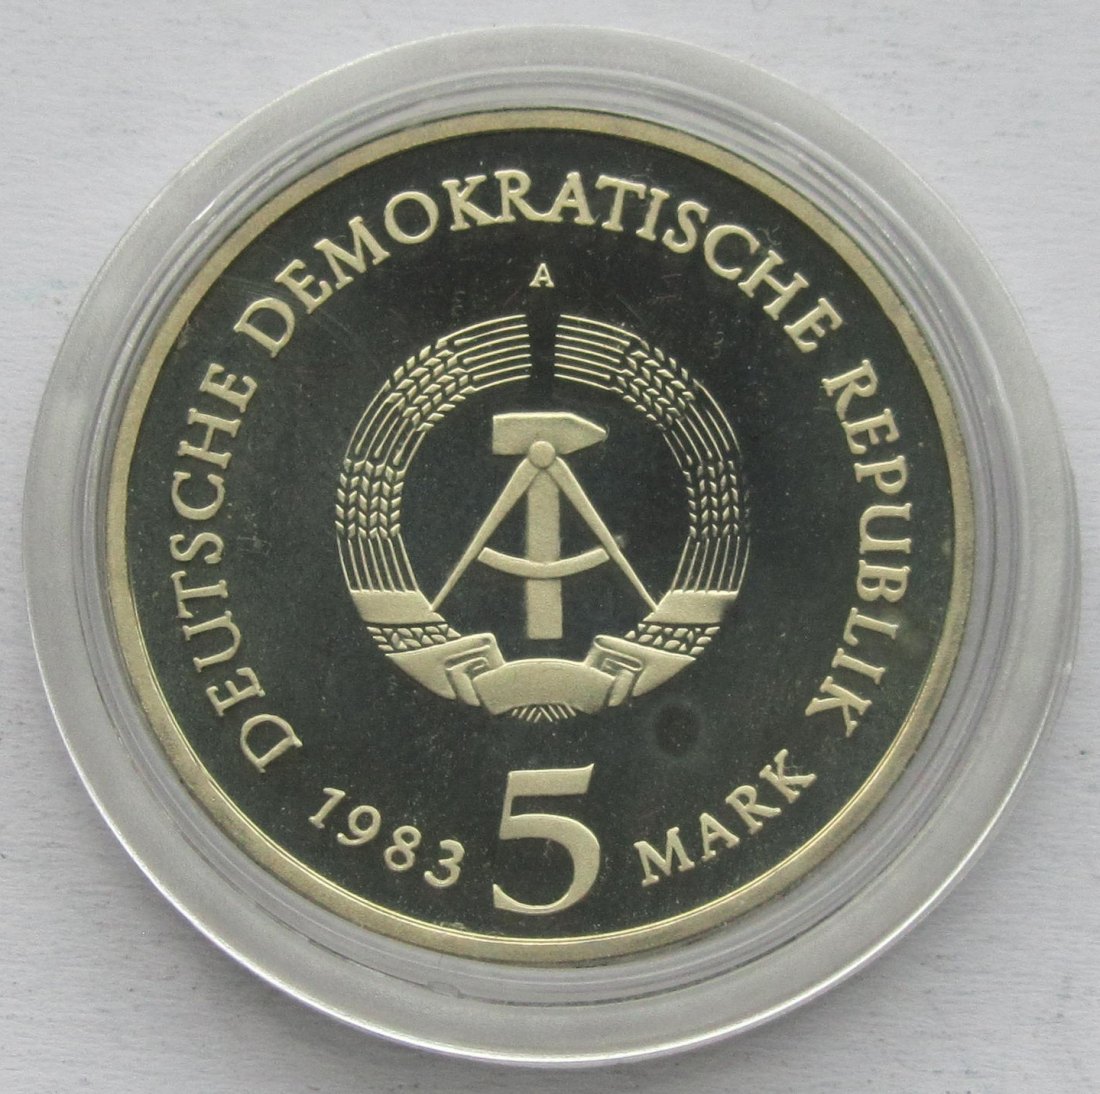 DEUTSCHE DEMOKRATISCHE REPUBLIK
A
1983 5 MARK